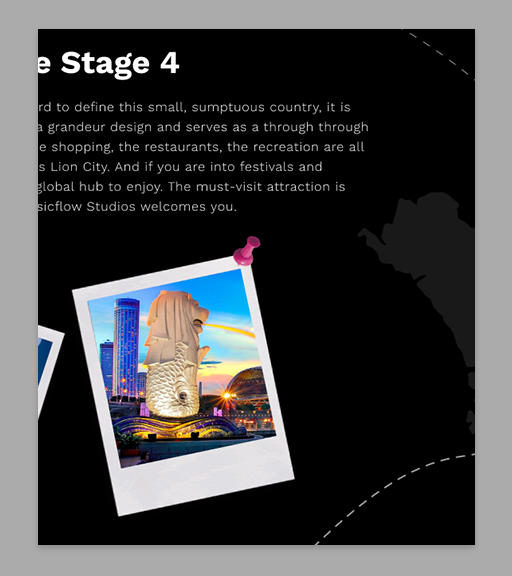 e Stage 4
rd to define this small, sumptuous country, it is
a grandeur design and serves as a through through
e shopping, the restaurants, the recreation are all
s Lion City. And if you are into festivals and
global hub to enjoy. The must-visit attraction is
sicflow Studios welcomes you.